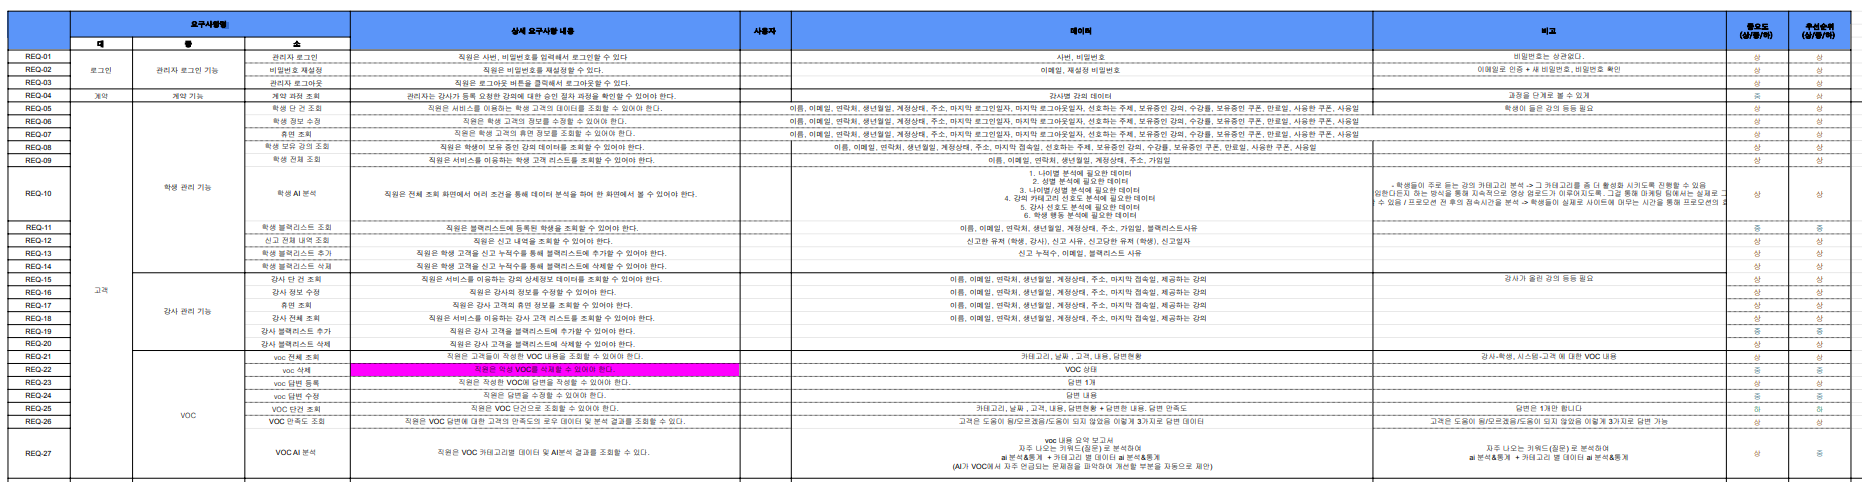 요구사항명 상세 요구사항 내용 사용자 데이터 비고 중요도 (상/중/하) 우선순위 (상/중/하)
대 중 소
REQ-01 로그인 관리자 로그인 기능 관리자 로그인 직원은 사번, 비밀번호를 입력해서 로그인할 수 있다 사번, 비밀번호 비밀번호는 상관없다. 상 상
REQ-02 비밀번호 재설정 직원은 비밀번호를 재설정할 수 있다. 이메일, 재설정 비밀번호 이메일로 인증 + 새 비밀번호, 비밀번호 확인 상 상
REQ-03 관리자 로그아웃 직원은 로그아웃 버튼을 클릭해서 로그아웃할 수 있다. 상 상
REQ-04 계약 계약 기능 계약 과정 조회 관리자는 강사가 등록 요청한 강의에 대한 승인 절차 과정을 확인할 수 있어야 한다. 강사별 강의 데이터 과정을 단계로 볼 수 있게 중 상
REQ-05 고객 학생 관리 기능 학생 단 건 조회 직원은 서비스를 이용하는 학생 고객의 데이터를 조회할 수 있어야 한다. 이름, 이메일, 연락처, 생년월일, 계정상태, 주소, 마지막 로그인일자, 마지막 로그아웃일자, 선호하는 주제, 보유중인 강의, 수강률, 보유중인 쿠폰, 만료일, 사용한 쿠폰, 사용일 학생이 들은 강의 등등 필요 상 상
REQ-06 학생 정보 수정 직원은 학생 고객의 정보를 수정할 수 있어야 한다. 이름, 이메일, 연락처, 생년월일, 계정상태, 주소, 마지막 로그인일자, 마지막 로그아웃일자, 선호하는 주제, 보유중인 강의, 수강률, 보유중인 쿠폰, 만료일, 사용한 쿠폰, 사용일 상 상
REQ-07 휴면 조회 직원은 학생 고객의 휴면 정보를 조회할 수 있어야 한다. 이름, 이메일, 연락처, 생년월일, 계정상태, 주소, 마지막 로그인일자, 마지막 로그아웃일자, 선호하는 주제, 보유중인 강의, 수강률, 보유중인 쿠폰, 만료일, 사용한 쿠폰, 사용일 상 상
REQ-08 학생 보유 강의 조회 직원은 학생이 보유 중인 강의 데이터를 조회할 수 있어야 한다. 이름, 이메일, 연락처, 생년월일, 계정상태, 주소, 마지막 접속일, 선호하는 주제, 보유중인 강의, 수강률, 보유중인 쿠폰, 만료일, 사용한 쿠폰, 사용일 상 상
REQ-09 학생 전체 조회 직원은 서비스를 이용하는 학생 고객 리스트를 조회할 수 있어야 한다. 이름, 이메일, 연락처, 생년월일, 계정상태, 주소, 가입일 상 상
REQ-10 학생 AI 분석 직원은 전체 조회 화면에서 여러 조건을 통해 데이터 분석을 하여 한 화면에서 볼 수 있어야 한다. 상 상
1. 나이별 분석에 필요한 데이터
2. 성별 분석에 필요한 데이터
3. 나이별/성별 분석에 필요한 데이터
4. 강의 카테고리 선호도 분석에 필요한 데이터
5. 강사 선호도 분석에 필요한 데이터
6. 학생 행동 분석에 필요한 데이터
- 학생들이 주로 듣는 강의 카테고리 분석 -> 그 카테고리를 좀 더 활성화 시키도록 진행할 수 있음
임한다든지 하는 방식을 통해 지속적으로 영상 업로드가 이루어지도록. 그걸 통해 마케팅 팀에서는 실제로 그
할 수 있음 / 프로모션 전 후의 접속시간을 분석 -> 학생들이 실제로 사이트에 머무는 시간을 통해 프로모션의 효
REQ-11 학생 블랙리스트 조회 직원은 블랙리스트에 등록된 학생을 조회할 수 있어야 한다. 이름, 이메일, 연락처, 생년월일, 계정상태, 주소, 가입일, 블랙리스트사유 중 중
REQ-12 신고 전체 내역 조회 직원은 신고 내역을 조회할 수 있어야 한다. 신고한 유저 (학생, 강사), 신고 사유, 신고당한 유저 (학생), 신고일자 상 상
REQ-13 학생 블랙리스트 추가 직원은 학생 고객을 신고 누적수를 통해 블랙리스트에 추가할 수 있어야 한다. 신고 누적수, 이메일, 블랙리스트 사유 상 상
REQ-14 학생 블랙리스트 삭제 직원은 학생 고객을 신고 누적수를 통해 블랙리스트에 삭제할 수 있어야 한다. 상 상
REQ-15 강사 관리 기능 강사 단 건 조회 직원은 서비스를 이용하는 강의 상세정보 데이터를 조회할 수 있어야 한다. 이름, 이메일, 연락처, 생년월일, 계정상태, 주소, 마지막 접속일, 제공하는 강의 강사가 올린 강의 등등 필요 상 상
REQ-16 강사 정보 수정 직원은 강사의 정보를 수정할 수 있어야 한다. 이름, 이메일, 연락처, 생년월일, 계정상태, 주소, 마지막 접속일, 제공하는 강의 상 상
REQ-17 휴면 조회 직원은 강사 고객의 휴면 정보를 조회할 수 있어야 한다. 이름, 이메일, 연락처, 생년월일, 계정상태, 주소, 마지막 접속일, 제공하는 강의 상 상
REQ-18 강사 전체 조회 직원은 서비스를 이용하는 강사 고객 리스트를 조회할 수 있어야 한다. 이름, 이메일, 연락처, 생년월일, 계정상태, 주소, 마지막 접속일, 제공하는 강의 상 상
REQ-19 강사 블랙리스트 추가 직원은 강사 고객을 블랙리스트에 추가할 수 있어야 한다. 중 중
REQ-20 강사 블랙리스트 삭제 직원은 강사 고객을 블랙리스트에 삭제할 수 있어야 한다. 중 상
REQ-21 VOC voc 전체 조회 직원은 고객들이 작성한 VOC 내용을 조회할 수 있어야 한다. 카테고리, 날짜 , 고객, 내용, 답변현황 강사-학생, 시스템-고객 에 대한 VOC 내용 상 상
REQ-22 voc 삭제 직원은 악성 VOC를 삭제할 수 있어야 한다. VOC 상태 중 중
REQ-23 voc 답변 등록 직원은 작성한 VOC에 답변을 작성할 수 있어야 한다. 답변 1개 상 상
REQ-24 voc 답변 수정 직원은 답변을 수정할 수 있어야 한다. 답변 내용 중 중
REQ-25 VOC 단건 조회 직원은 VOC 단건으로 조회할 수 있어야 한다. 카테고리, 날짜 , 고객, 내용, 답변현황 + 답변한 내용. 답변 만족도 답변은 1개만 합니다 하 하
REQ-26 VOC 만족도 조회 직원은 VOC 답변에 대한 고객의 만족도의 로우 데이터 및 분석 결과를 조회할 수 있다. 고객은 도움이 됨/모르겠음/도움이 되지 않았음 이렇게 3가지로 답변 데이터 고객은 도움이 됨/모르겠음/도움이 되지 않았음 이렇게 3가지로 답변 가능 상 상
REQ-27 VOC AI 분석 직원은 VOC 카테고리별 데이터 및 AI분석 결과를 조회할 수 있다. 상 중
voc 내용 요약 보고서
자주 나오는 키워드(질문) 로 분석하여
ai 분석&통계 + 카테고리 별 데이터 ai 분석&통계
(AI가 VOC에서 자주 언급되는 문제점을 파악하여 개선할 부분을 자동으로 제안)
자주 나오는 키워드(질문) 로 분석하여
ai 분석&통계 + 카테고리 별 데이터 ai 분석&통계